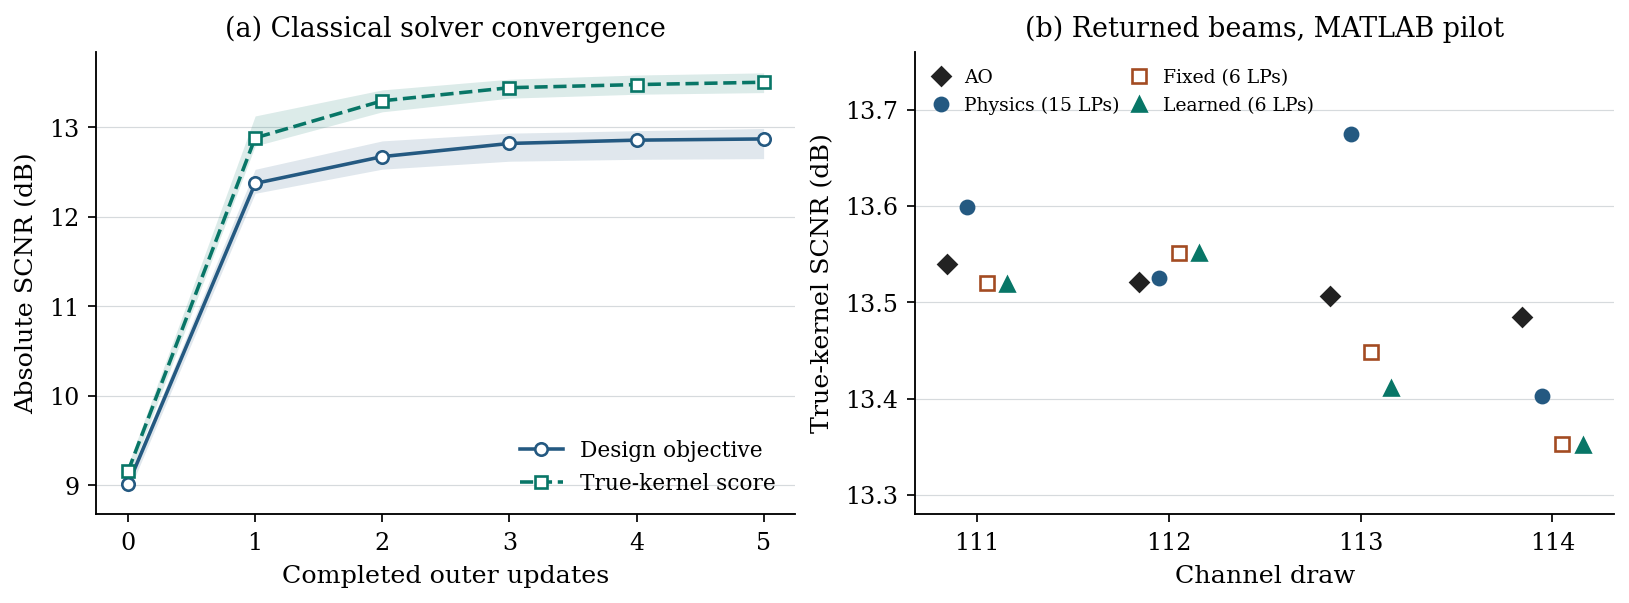 (a) Classical solver convergence
Absolute SCNR (dB)
13
12
11
10
9
Design objective
True-kernel score
0 1 2 3 4 5
Completed outer updates
(b) Returned beams, MATLAB pilot
True-kernel SCNR (dB)
AO
Physics (15 LPs)
Fixed (6 LPs)
Learned (6 LPs)
13.7
13.6
13.5
13.4
13.3
111 112 113 114
Channel draw